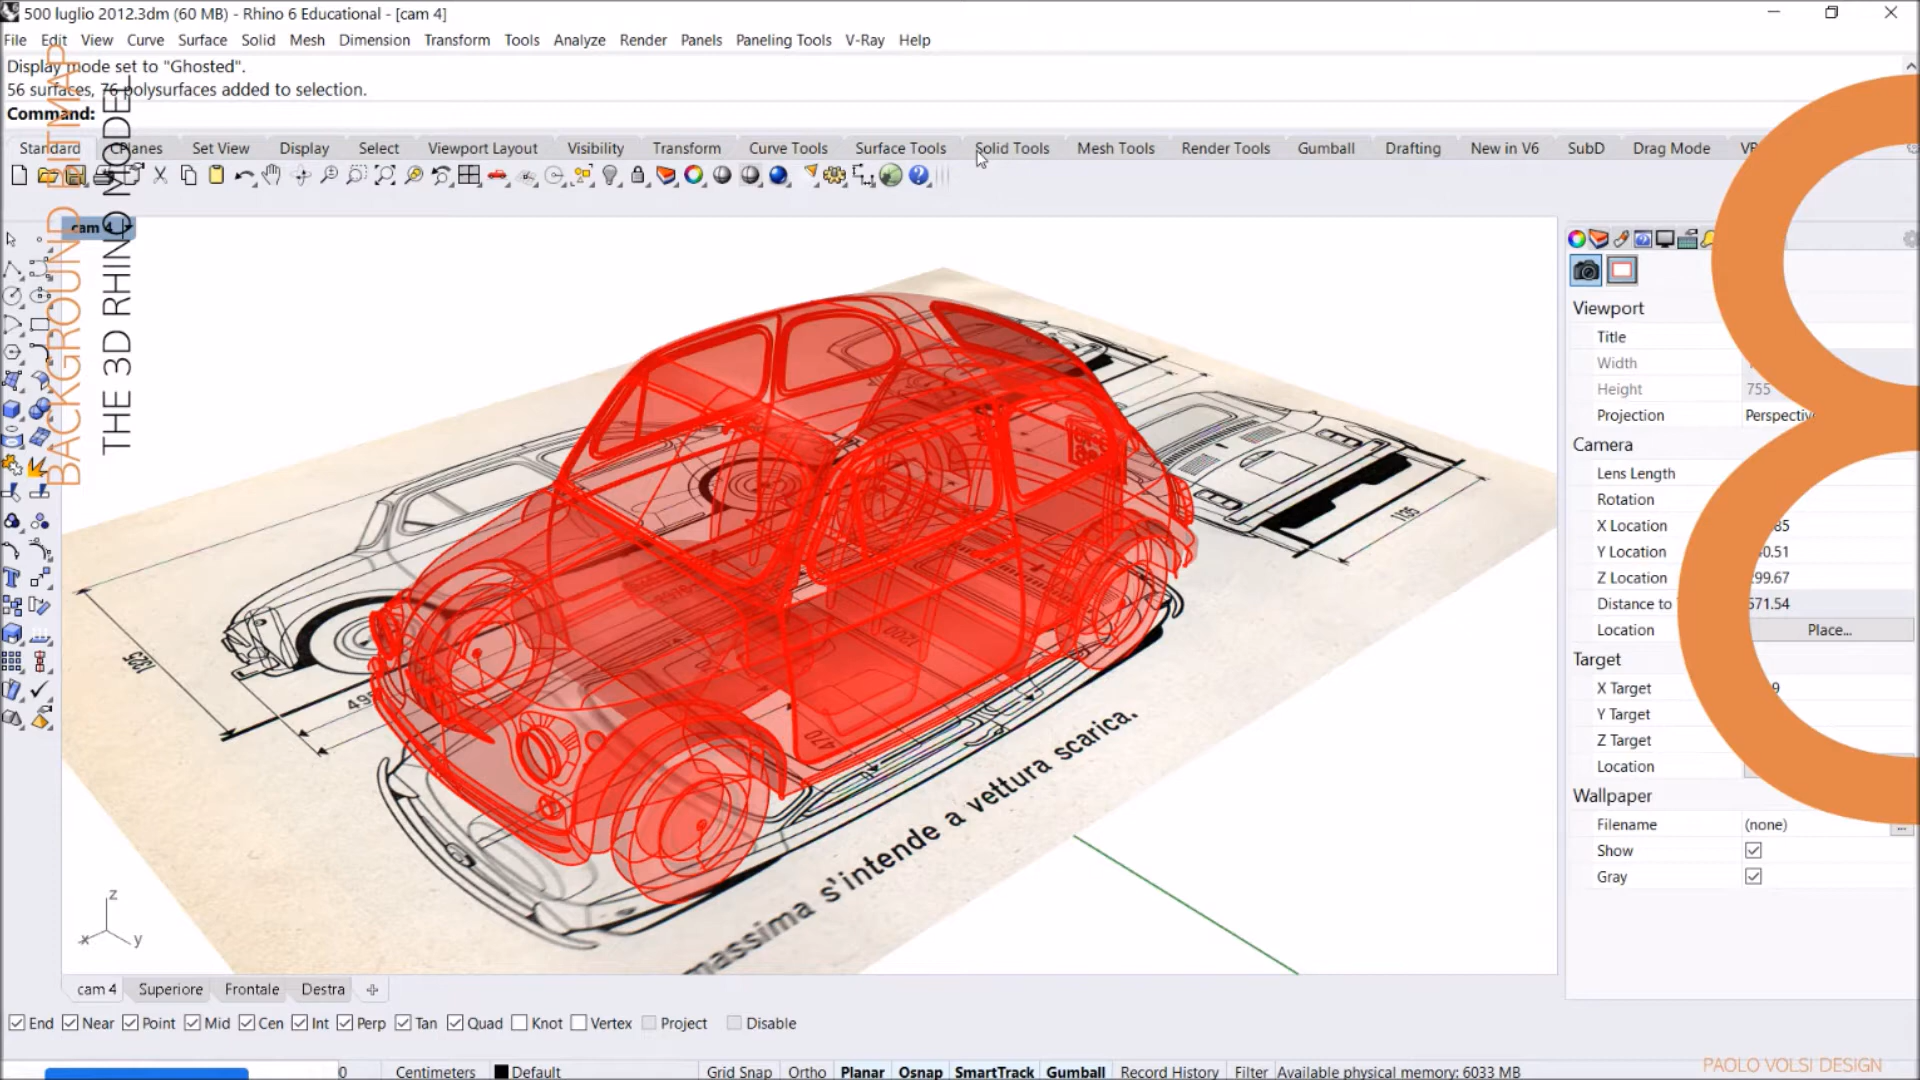 500 luglio 2012.3dm (60 MB) - Rhino 6 Educational - [cam 4]
File Edit View Curve Surface Solid Mesh Dimension Transform Tools Analyze Render Panels Paneling Tools V-Ray Help
Display mode set to "Ghosted".
56 surfaces, 76 polysurfaces added to selection.
Command:
Standard CPlanes Set View Display Select Viewport Layout Visibility Transform Curve Tools Surface Tools Solid Tools Mesh Tools Render Tools Gumball Drafting New in V6 SubD Drag Mode
BACKGROUND BITMAP
THE 3D RHINO MODEL
cam 4
Viewport
Title
Width
Height 755
Projection Perspective
Camera
Lens Length
Rotation
X Location
Y Location
Z Location
Distance to
Location Place...
Target
X Target
Y Target
Z Target
Location
Wallpaper
Filename (none) ...
Show
Gray
1325
1135
1200
470
massima s'intende a vettura scarica.
z
x y
cam 4 Superiore Frontale Destra
End Near Point Mid Cen Int Perp Tan Quad Knot Vertex Project Disable
0 Centimeters Default Grid Snap Ortho Planar Osnap SmartTrack Gumball Record History Filter Available physical memory: 6033 MB
PAOLO VOLSI DESIGN